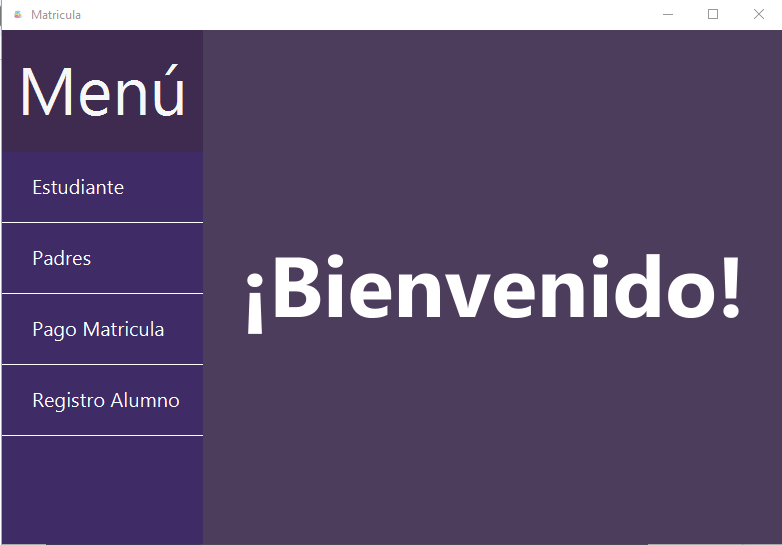 Matricula
Menú
Estudiante
Padres
Pago Matricula
Registro Alumno
¡Bienvenido!